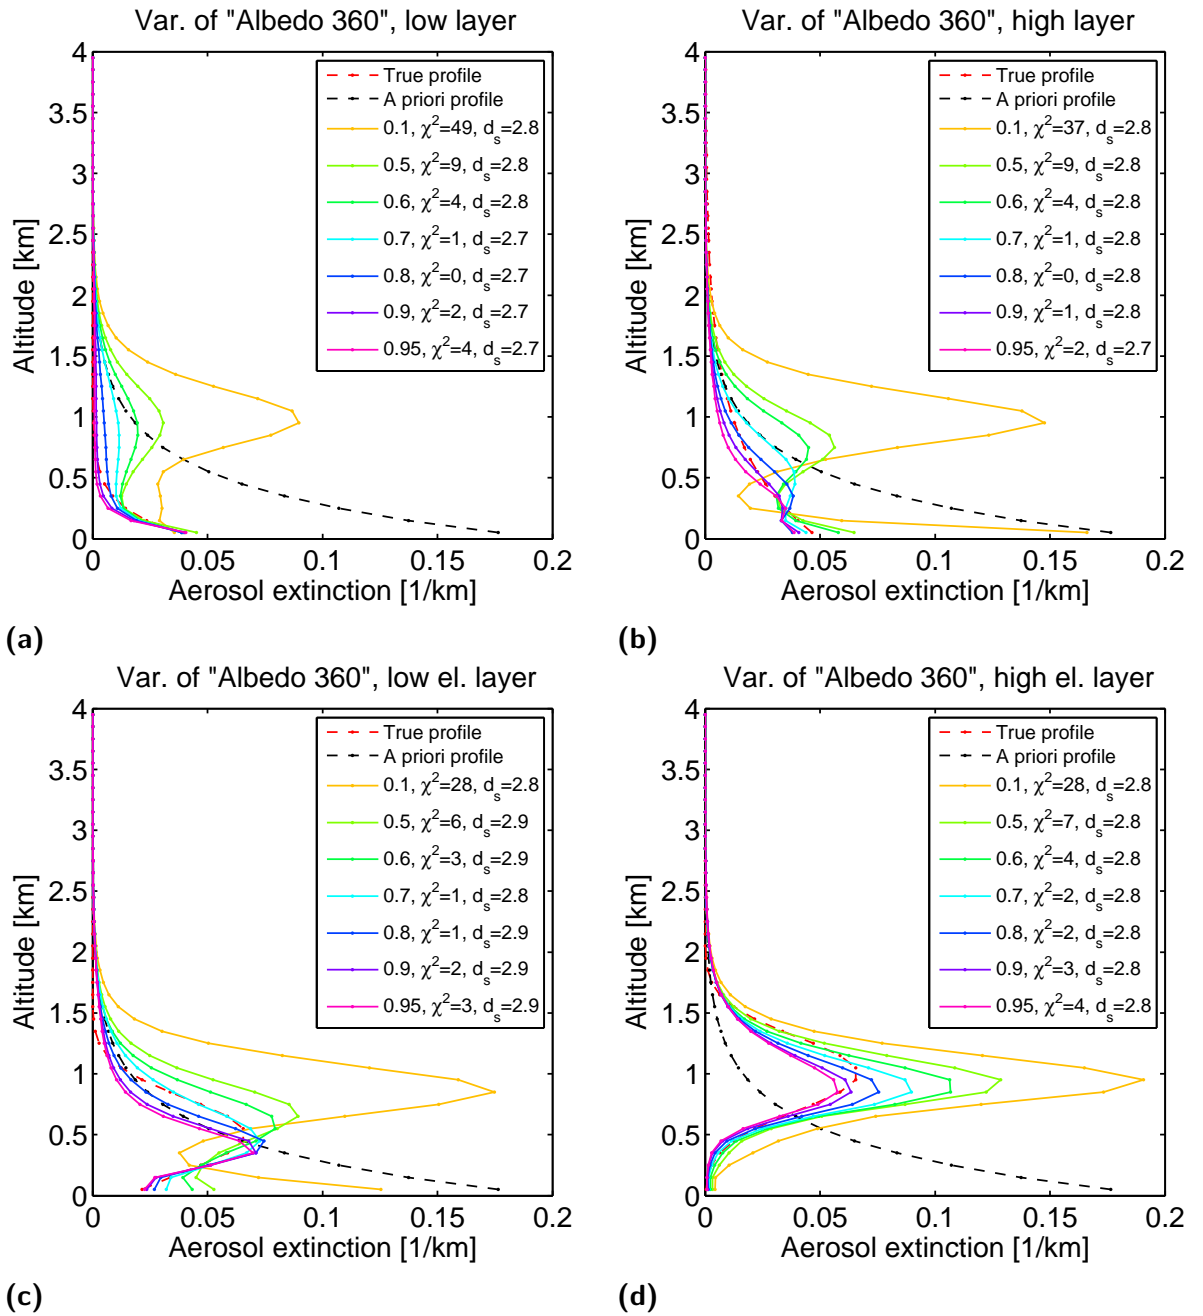 Var. of "Albedo 360", low layer
4
3.5
3
2.5
2
1.5
1
0.5
0
Altitude [km]
True profile
A priori profile
0.1, χ²=49, dₛ=2.8
0.5, χ²=9, dₛ=2.8
0.6, χ²=4, dₛ=2.8
0.7, χ²=1, dₛ=2.7
0.8, χ²=0, dₛ=2.7
0.9, χ²=2, dₛ=2.7
0.95, χ²=4, dₛ=2.7
0 0.05 0.1 0.15 0.2
Aerosol extinction [1/km]
(a)
Var. of "Albedo 360", high layer
4
3.5
3
2.5
2
1.5
1
0.5
0
Altitude [km]
True profile
A priori profile
0.1, χ²=37, dₛ=2.8
0.5, χ²=9, dₛ=2.8
0.6, χ²=4, dₛ=2.8
0.7, χ²=1, dₛ=2.8
0.8, χ²=0, dₛ=2.8
0.9, χ²=1, dₛ=2.8
0.95, χ²=2, dₛ=2.7
0 0.05 0.1 0.15 0.2
Aerosol extinction [1/km]
(b)
Var. of "Albedo 360", low el. layer
4
3.5
3
2.5
2
1.5
1
0.5
0
Altitude [km]
True profile
A priori profile
0.1, χ²=28, dₛ=2.8
0.5, χ²=6, dₛ=2.9
0.6, χ²=3, dₛ=2.9
0.7, χ²=1, dₛ=2.8
0.8, χ²=1, dₛ=2.9
0.9, χ²=2, dₛ=2.9
0.95, χ²=3, dₛ=2.9
0 0.05 0.1 0.15 0.2
Aerosol extinction [1/km]
(c)
Var. of "Albedo 360", high el. layer
4
3.5
3
2.5
2
1.5
1
0.5
0
Altitude [km]
True profile
A priori profile
0.1, χ²=28, dₛ=2.8
0.5, χ²=7, dₛ=2.8
0.6, χ²=4, dₛ=2.8
0.7, χ²=2, dₛ=2.8
0.8, χ²=2, dₛ=2.8
0.9, χ²=3, dₛ=2.8
0.95, χ²=4, dₛ=2.8
0 0.05 0.1 0.15 0.2
Aerosol extinction [1/km]
(d)